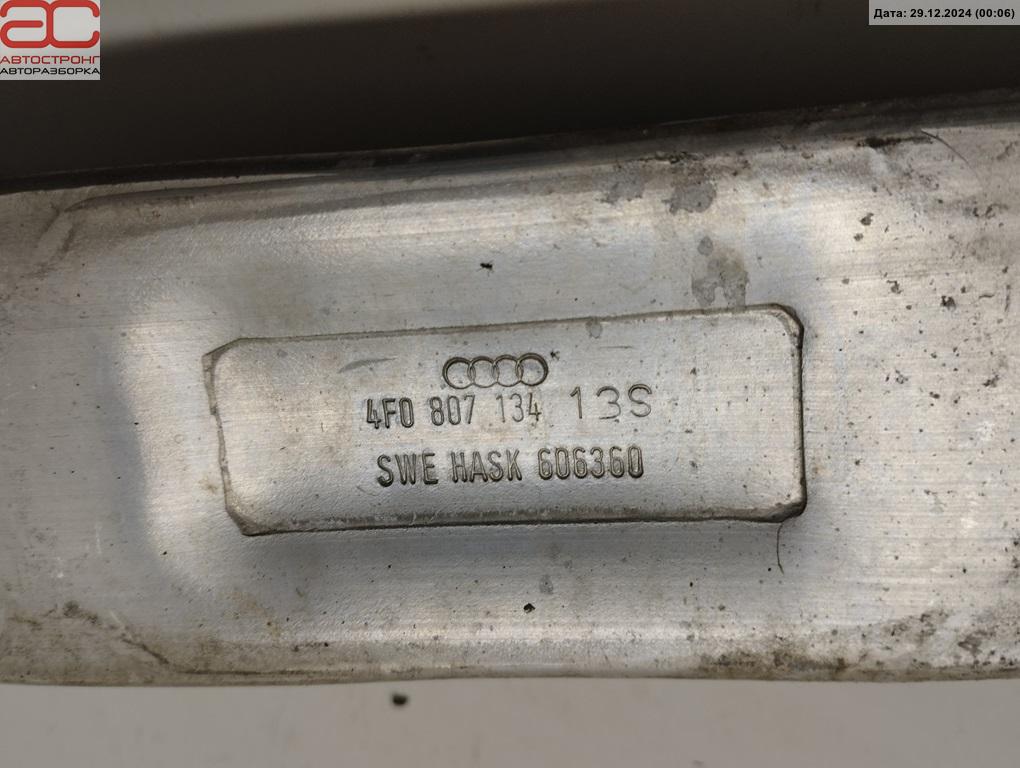 АС
АВТОСТРОНГ
АВТОРАЗБОРКА
Дата: 29.12.2024 (00:06)
4F0 807 134 13S
SWE HASK 606360